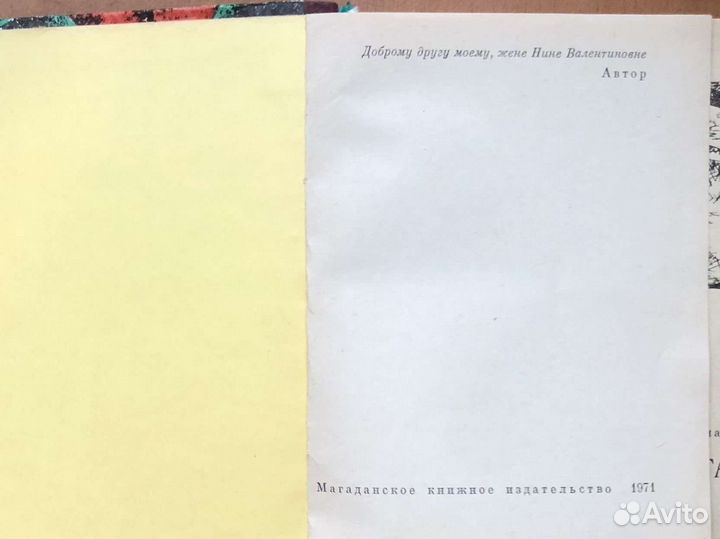 Доброму другу моему, жене Нине Валентиновне
Автор
Магаданское книжное издательство 1971
Avito